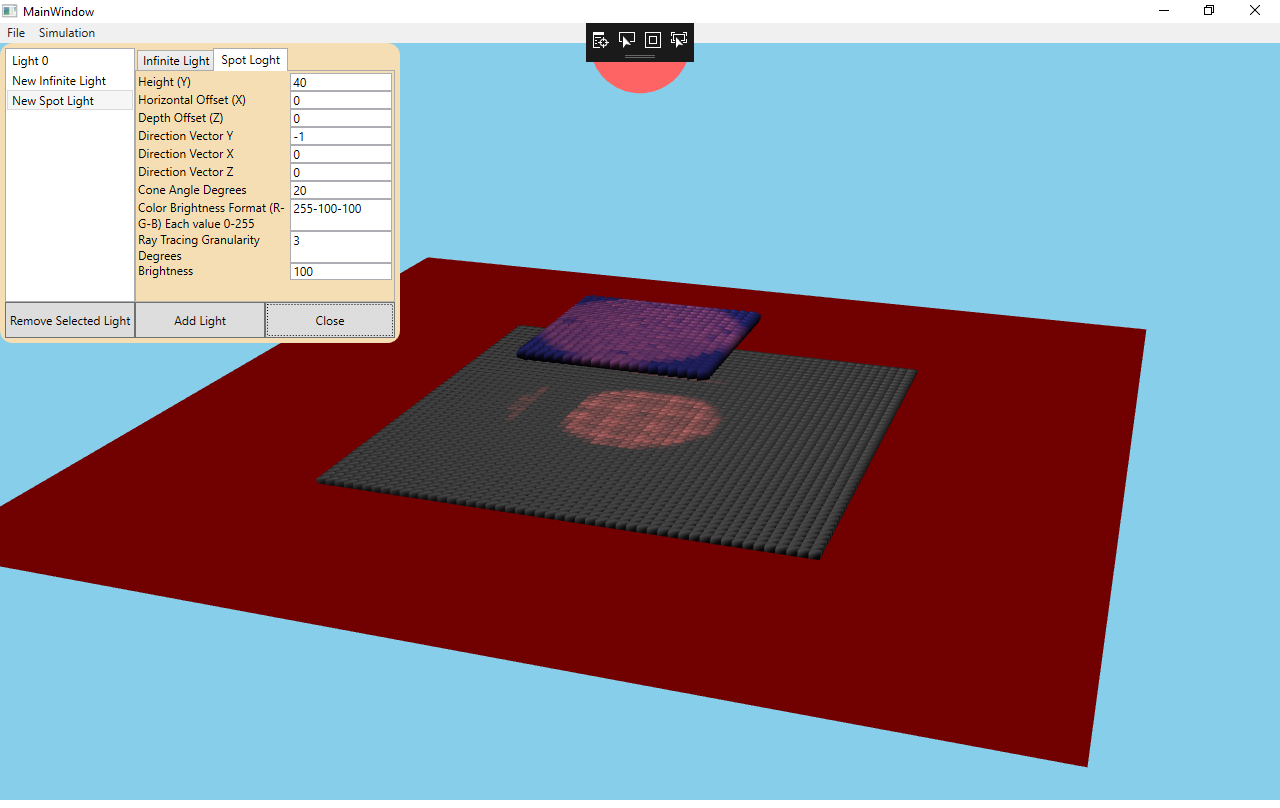 MainWindow
File Simulation
Light 0
New Infinite Light
New Spot Light
Infinite Light Spot Loght
Height (Y) 40
Horizontal Offset (X) 0
Depth Offset (Z) 0
Direction Vector Y -1
Direction Vector X 0
Direction Vector Z 0
Cone Angle Degrees 20
Color Brightness Format (R- 255-100-100
G-B) Each value 0-255
Ray Tracing Granularity 3
Degrees
Brightness 100
Remove Selected Light Add Light Close